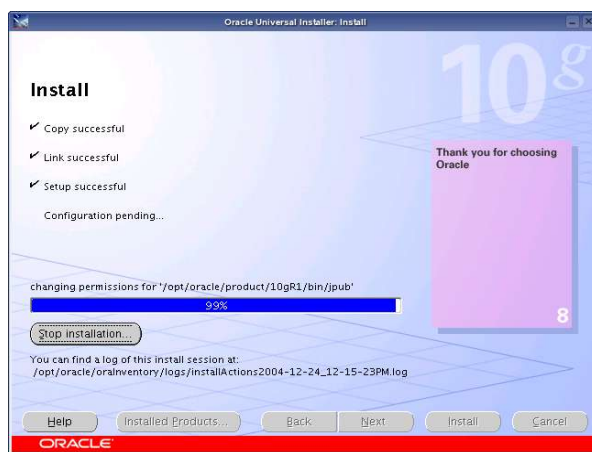 Oracle Universal Installer: Install
10g
Install
✔ Copy successful
✔ Link successful
✔ Setup successful
Configuration pending...
Thank you for choosing
Oracle
changing permissions for '/opt/oracle/product/10gR1/bin/jpub'
99%
8
Stop installation...
You can find a log of this install session at:
/opt/oracle/oraInventory/logs/installActions2004-12-24_12-15-23PM.log
Help
Installed Products...
Back
Next
Install
Cancel
ORACLE